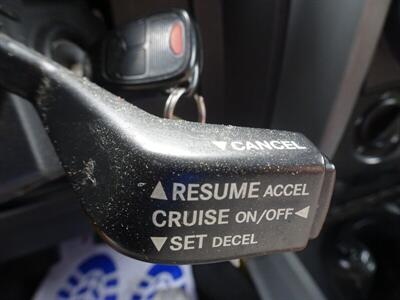 ▼CANCEL
▲RESUME ACCEL
CRUISE ON/OFF◀
▼SET DECEL